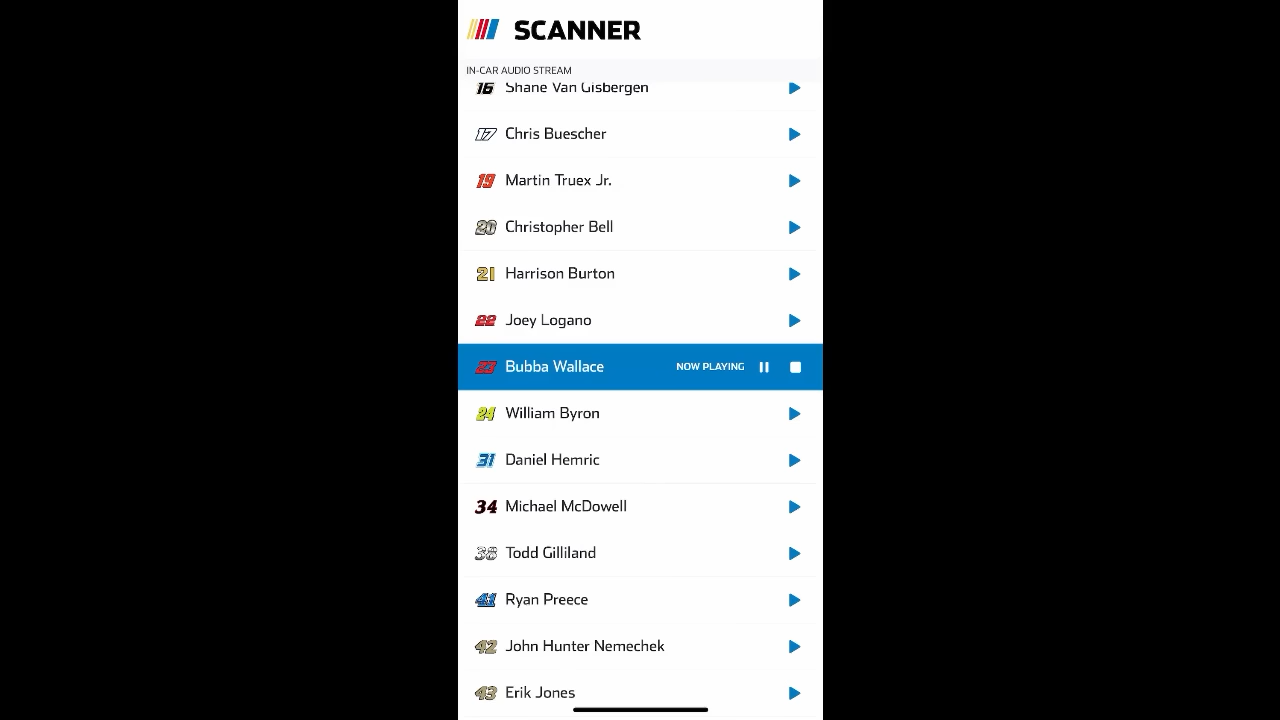 SCANNER
IN-CAR AUDIO STREAM
16 Shane Van Gisbergen
17 Chris Buescher
19 Martin Truex Jr.
20 Christopher Bell
21 Harrison Burton
22 Joey Logano
23 Bubba Wallace NOW PLAYING
24 William Byron
31 Daniel Hemric
34 Michael McDowell
38 Todd Gilliland
41 Ryan Preece
42 John Hunter Nemechek
43 Erik Jones